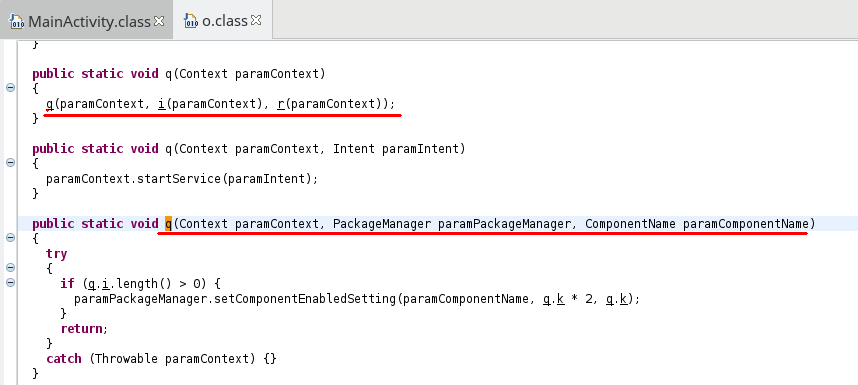 MainActivity.class o.class
}
public static void q(Context paramContext)
{
q(paramContext, i(paramContext), r(paramContext));
}
public static void q(Context paramContext, Intent paramIntent)
{
paramContext.startService(paramIntent);
}
public static void q(Context paramContext, PackageManager paramPackageManager, ComponentName paramComponentName)
{
try
{
if (q.i.length() > 0) {
paramPackageManager.setComponentEnabledSetting(paramComponentName, q.k * 2, q.k);
}
return;
}
catch (Throwable paramContext) {}
}